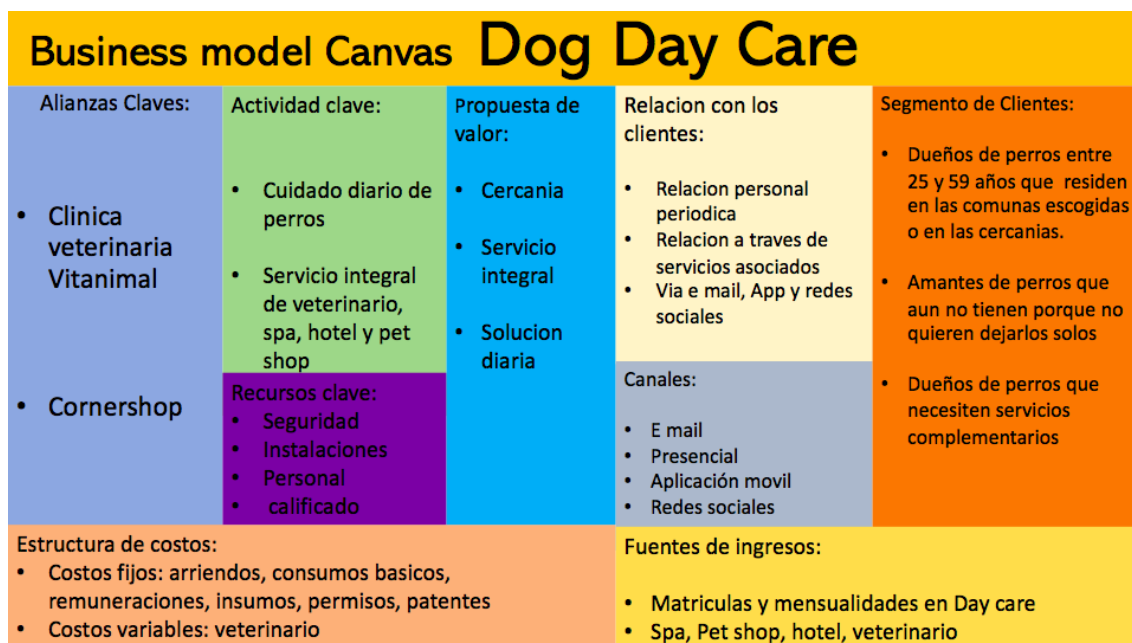 Business model Canvas Dog Day Care
Alianzas Claves:
• Clinica
veterinaria
Vitanimal
• Cornershop
Actividad clave:
• Cuidado diario de
perros
• Servicio integral
de veterinario,
spa, hotel y pet
shop
Recursos clave:
• Seguridad
• Instalaciones
• Personal
• calificado
Propuesta de
valor:
• Cercania
• Servicio
integral
• Solucion
diaria
Relacion con los
clientes:
• Relacion personal
periodica
• Relacion a traves de
servicios asociados
• Via e mail, App y redes
sociales
Canales:
• E mail
• Presencial
• Aplicación movil
• Redes sociales
Segmento de Clientes:
• Dueños de perros entre
25 y 59 años que residen
en las comunas escogidas
o en las cercanias.
• Amantes de perros que
aun no tienen porque no
quieren dejarlos solos
• Dueños de perros que
necesiten servicios
complementarios
Estructura de costos:
• Costos fijos: arriendos, consumos basicos,
remuneraciones, insumos, permisos, patentes
• Costos variables: veterinario
Fuentes de ingresos:
• Matriculas y mensualidades en Day care
• Spa, Pet shop, hotel, veterinario